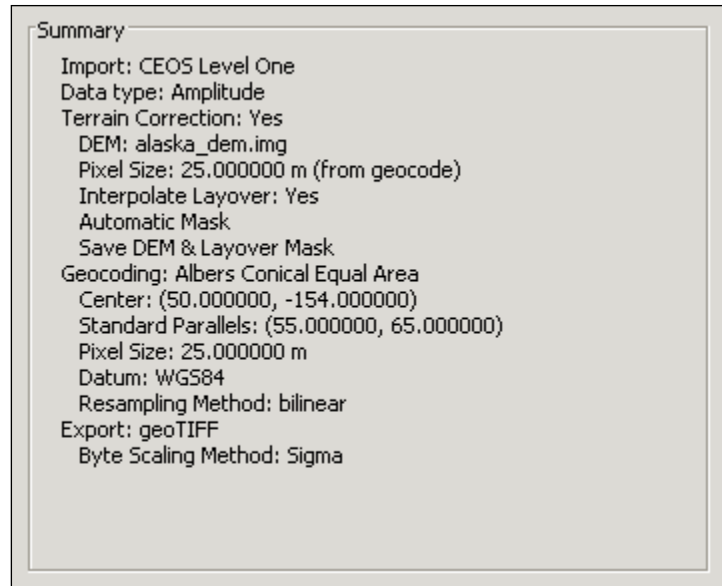 Summary
Import: CEOS Level One
Data type: Amplitude
Terrain Correction: Yes
DEM: alaska_dem.img
Pixel Size: 25.000000 m (from geocode)
Interpolate Layover: Yes
Automatic Mask
Save DEM & Layover Mask
Geocoding: Albers Conical Equal Area
Center: (50.000000, -154.000000)
Standard Parallels: (55.000000, 65.000000)
Pixel Size: 25.000000 m
Datum: WGS84
Resampling Method: bilinear
Export: geoTIFF
Byte Scaling Method: Sigma